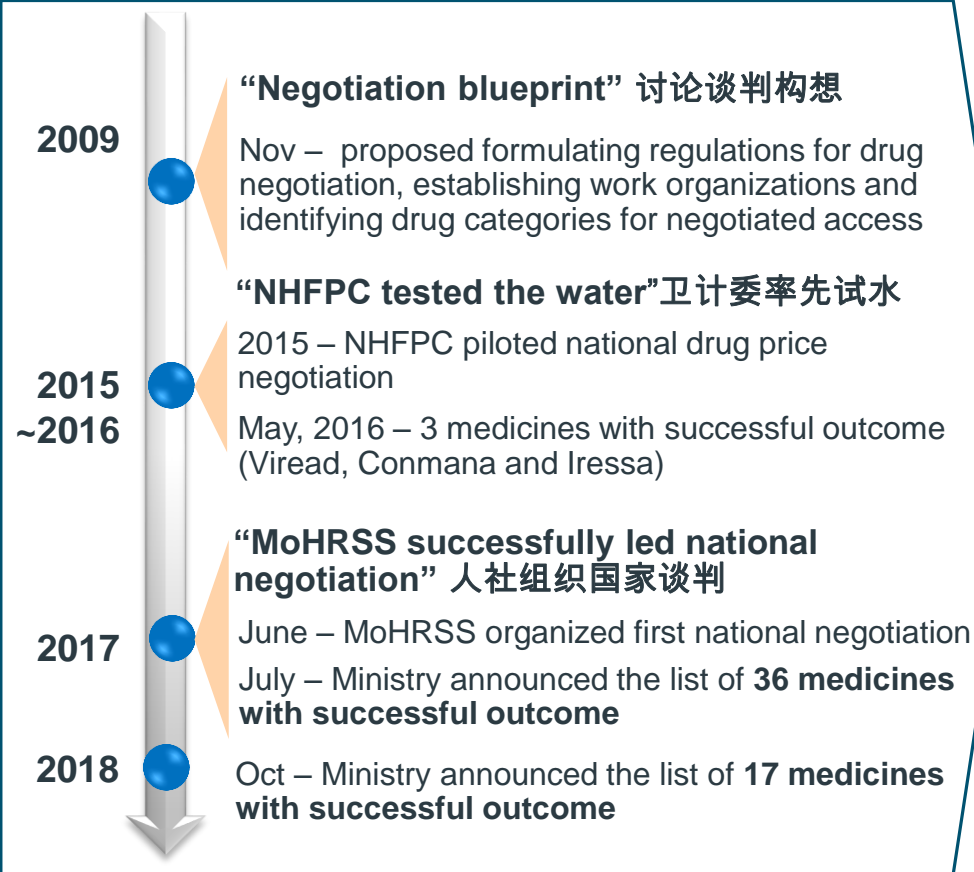 2009
“Negotiation blueprint” 讨论谈判构想
Nov –  proposed formulating regulations for drug
negotiation, establishing work organizations and
identifying drug categories for negotiated access
2015
~2016
“NHFPC tested the water”卫计委率先试水
2015 – NHFPC piloted national drug price
negotiation
May, 2016 – 3 medicines with successful outcome
(Viread, Conmana and Iressa)
2017
“MoHRSS successfully led national
negotiation” 人社组织国家谈判
June – MoHRSS organized first national negotiation
July – Ministry announced the list of 36 medicines
with successful outcome
2018
Oct – Ministry announced the list of 17 medicines
with successful outcome